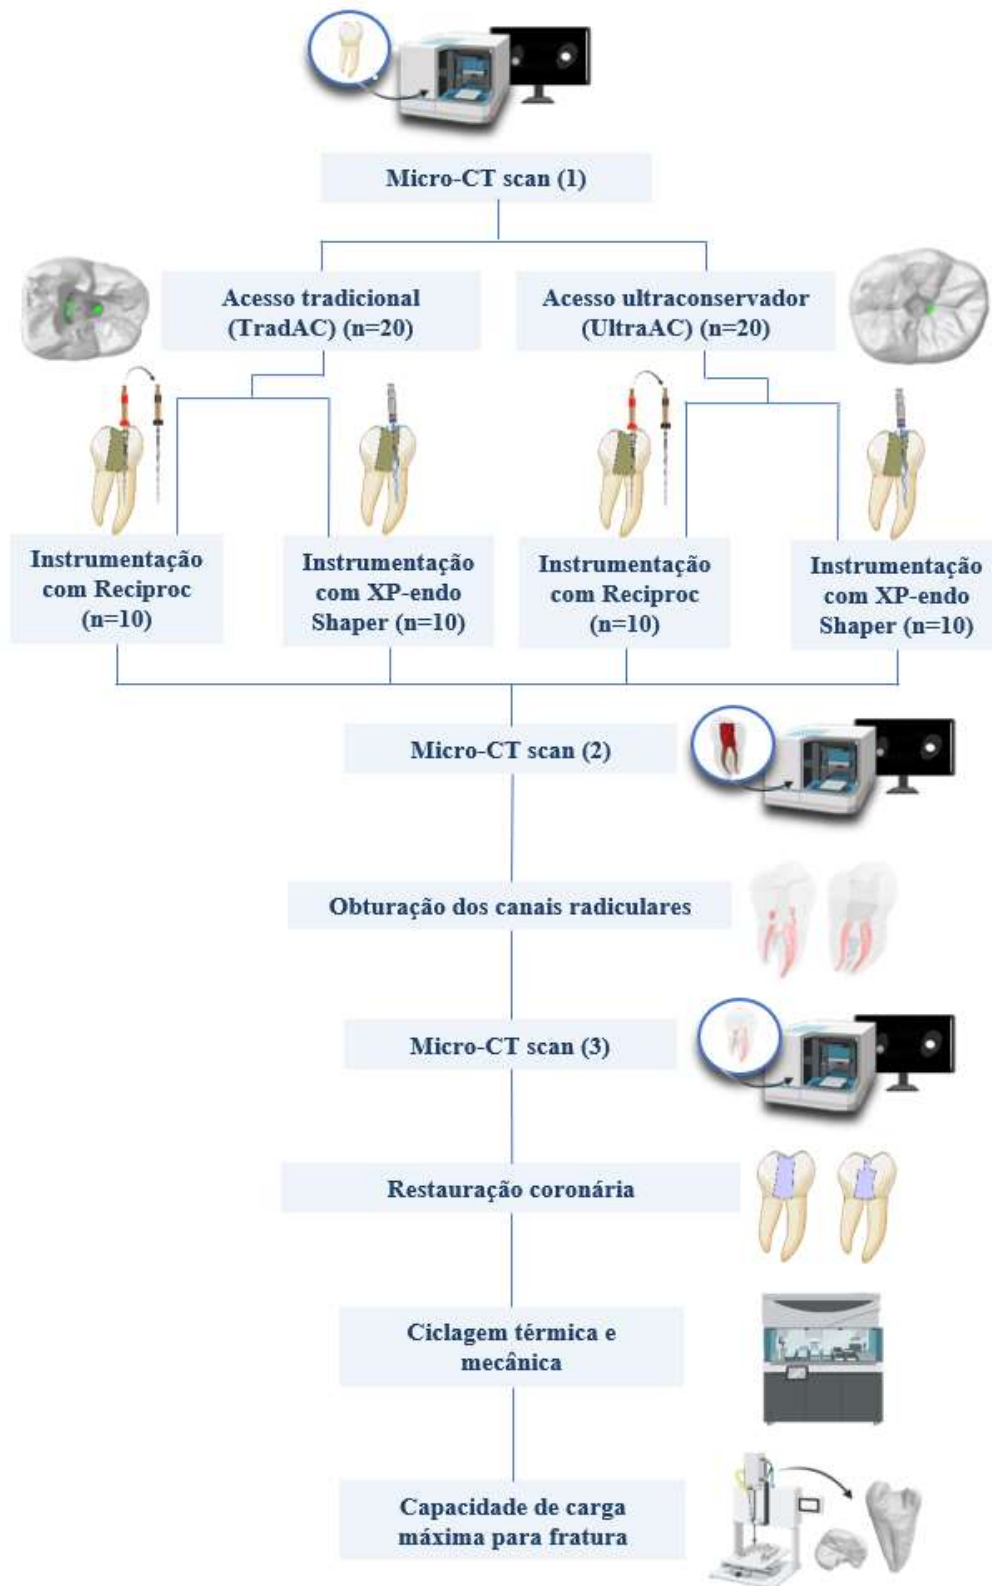 Micro-CT scan (1)
Acesso tradicional
(TradAC) (n=20)
Acesso ultraconservador
(UltraAC) (n=20)
Instrumentação
com Reciproc
(n=10)
Instrumentação
com XP-endo
Shaper (n=10)
Instrumentação
com Reciproc
(n=10)
Instrumentação
com XP-endo
Shaper (n=10)
Micro-CT scan (2)
Obturação dos canais radiculares
Micro-CT scan (3)
Restauração coronária
Ciclagem térmica e
mecânica
Capacidade de carga
máxima para fratura